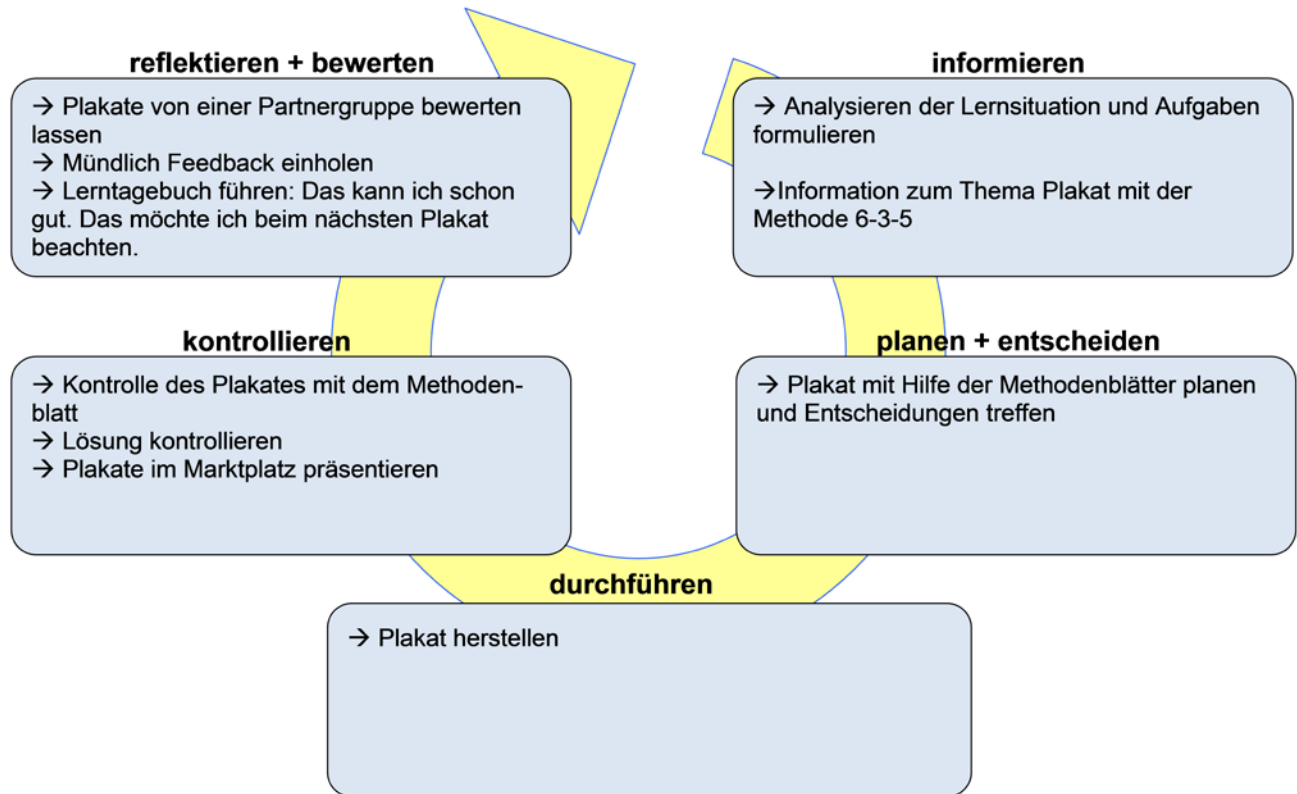 reflektieren + bewerten
→ Plakate von einer Partnergruppe bewerten
lassen
→ Mündlich Feedback einholen
→ Lerntagebuch führen: Das kann ich schon
gut. Das möchte ich beim nächsten Plakat
beachten.
informieren
→ Analysieren der Lernsituation und Aufgaben
formulieren
→Information zum Thema Plakat mit der
Methode 6-3-5
kontrollieren
→ Kontrolle des Plakates mit dem Methoden-
blatt
→ Lösung kontrollieren
→ Plakate im Marktplatz präsentieren
planen + entscheiden
→ Plakat mit Hilfe der Methodenblätter planen
und Entscheidungen treffen
durchführen
→ Plakat herstellen